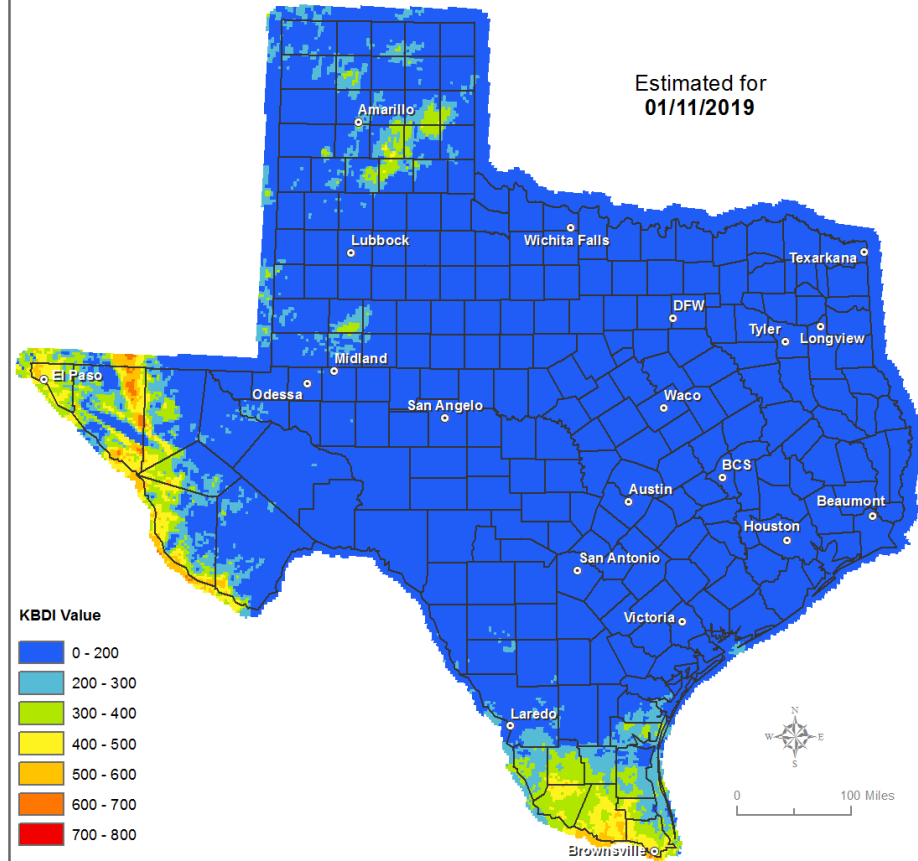 Estimated for
01/11/2019
Amarillo
Lubbock
Wichita Falls
Texarkana
DFW
Tyler
Longview
Midland
El Paso
Odessa
San Angelo
Waco
BCS
Austin
Beaumont
Houston
San Antonio
Victoria
KBDI Value
0 - 200
200 - 300
300 - 400
400 - 500
500 - 600
600 - 700
700 - 800
Laredo
N
W
E
S
0
100 Miles
Brownsville